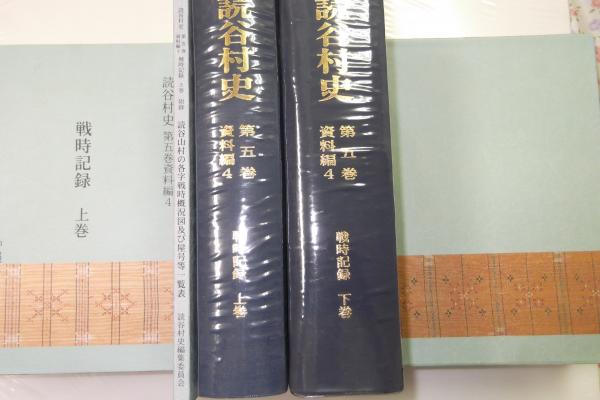 読谷村史
第五巻
資料編4
戦時記録 下巻
読谷村史
第五巻
資料編4
戦時記録 上巻
読谷山村の各字戦時概況図及び屋号等一覧表
読谷村史編集委員会
読谷村史 第五巻資料編4
戦時記録 上巻